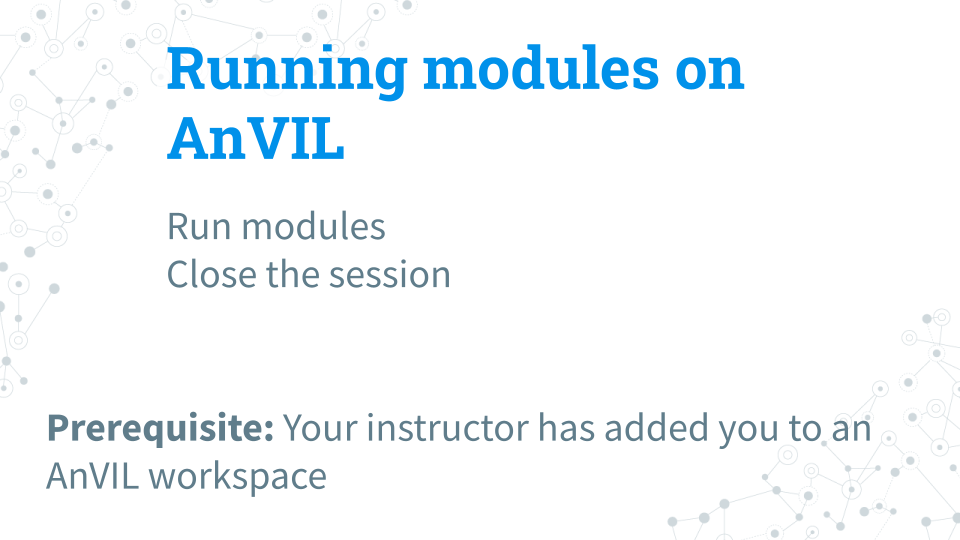 Running modules on
AnVIL
Run modules
Close the session
Prerequisite: Your instructor has added you to an
AnVIL workspace